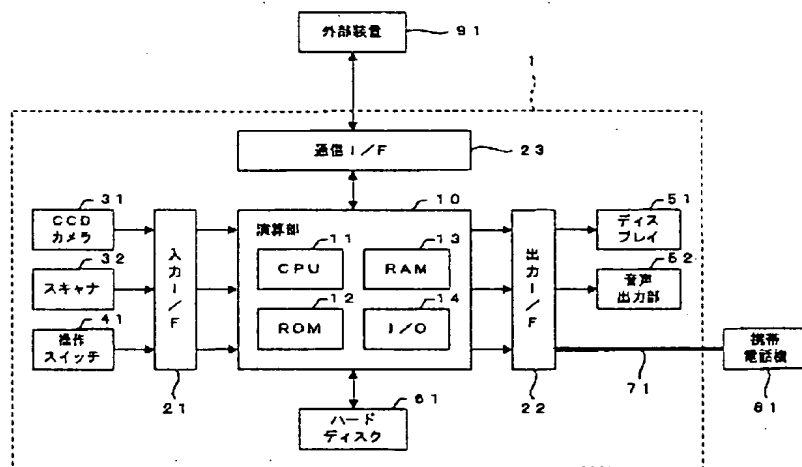 外部装置
91
1
通信I/F
23
31
CCD
カメラ
32
スキャナ
41
操作
スイッチ
入力I/F
21
10
演算部
11
CPU
13
RAM
12
ROM
14
I/O
出力I/F
22
51
ディス
プレイ
52
音声
出力部
71
携帯
電話機
81
61
ハード
ディスク